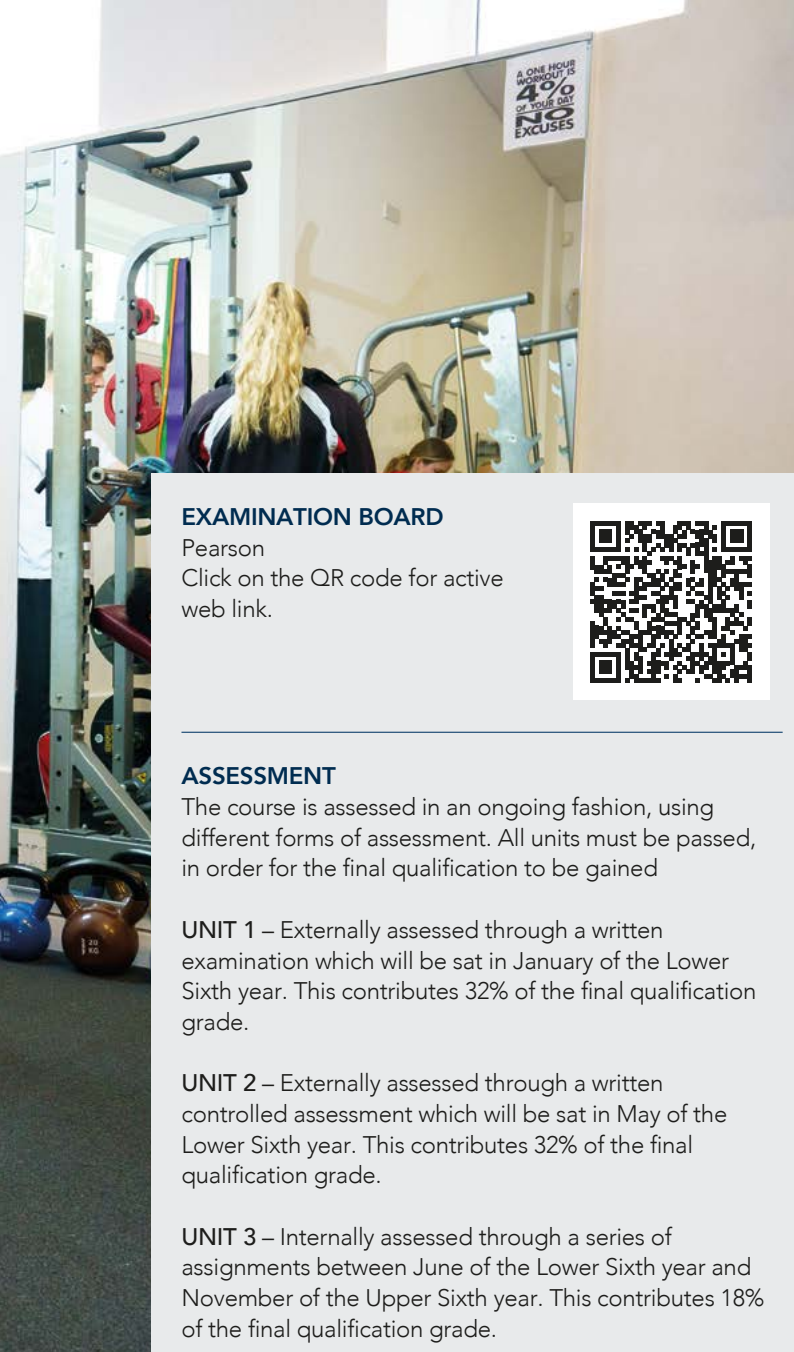 A ONE HOUR
WORKOUT IS
4%
OF YOUR DAY
NO
EXCUSES
EXAMINATION BOARD
Pearson
Click on the QR code for active
web link.
ASSESSMENT
The course is assessed in an ongoing fashion, using
different forms of assessment. All units must be passed,
in order for the final qualification to be gained
UNIT 1 – Externally assessed through a written
examination which will be sat in January of the Lower
Sixth year. This contributes 32% of the final qualification
grade.
UNIT 2 – Externally assessed through a written
controlled assessment which will be sat in May of the
Lower Sixth year. This contributes 32% of the final
qualification grade.
UNIT 3 – Internally assessed through a series of
assignments between June of the Lower Sixth year and
November of the Upper Sixth year. This contributes 18%
of the final qualification grade.
20
KG